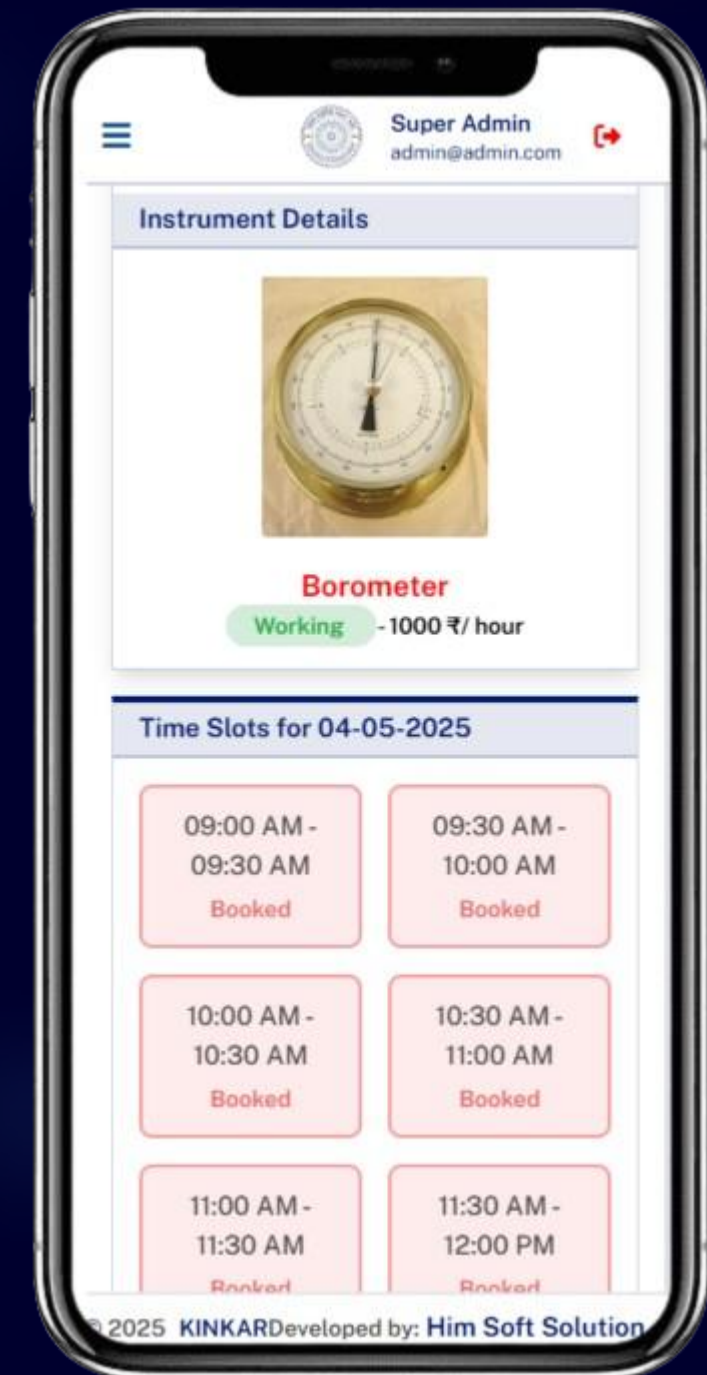 Super Admin
admin@admin.com
Instrument Details
Borometer
Working - 1000 ₹/ hour
Time Slots for 04-05-2025
09:00 AM -
09:30 AM
Booked
09:30 AM -
10:00 AM
Booked
10:00 AM -
10:30 AM
Booked
10:30 AM -
11:00 AM
Booked
11:00 AM -
11:30 AM
Booked
11:30 AM -
12:00 PM
Booked
© 2025 KINKARDeveloped by: Him Soft Solution